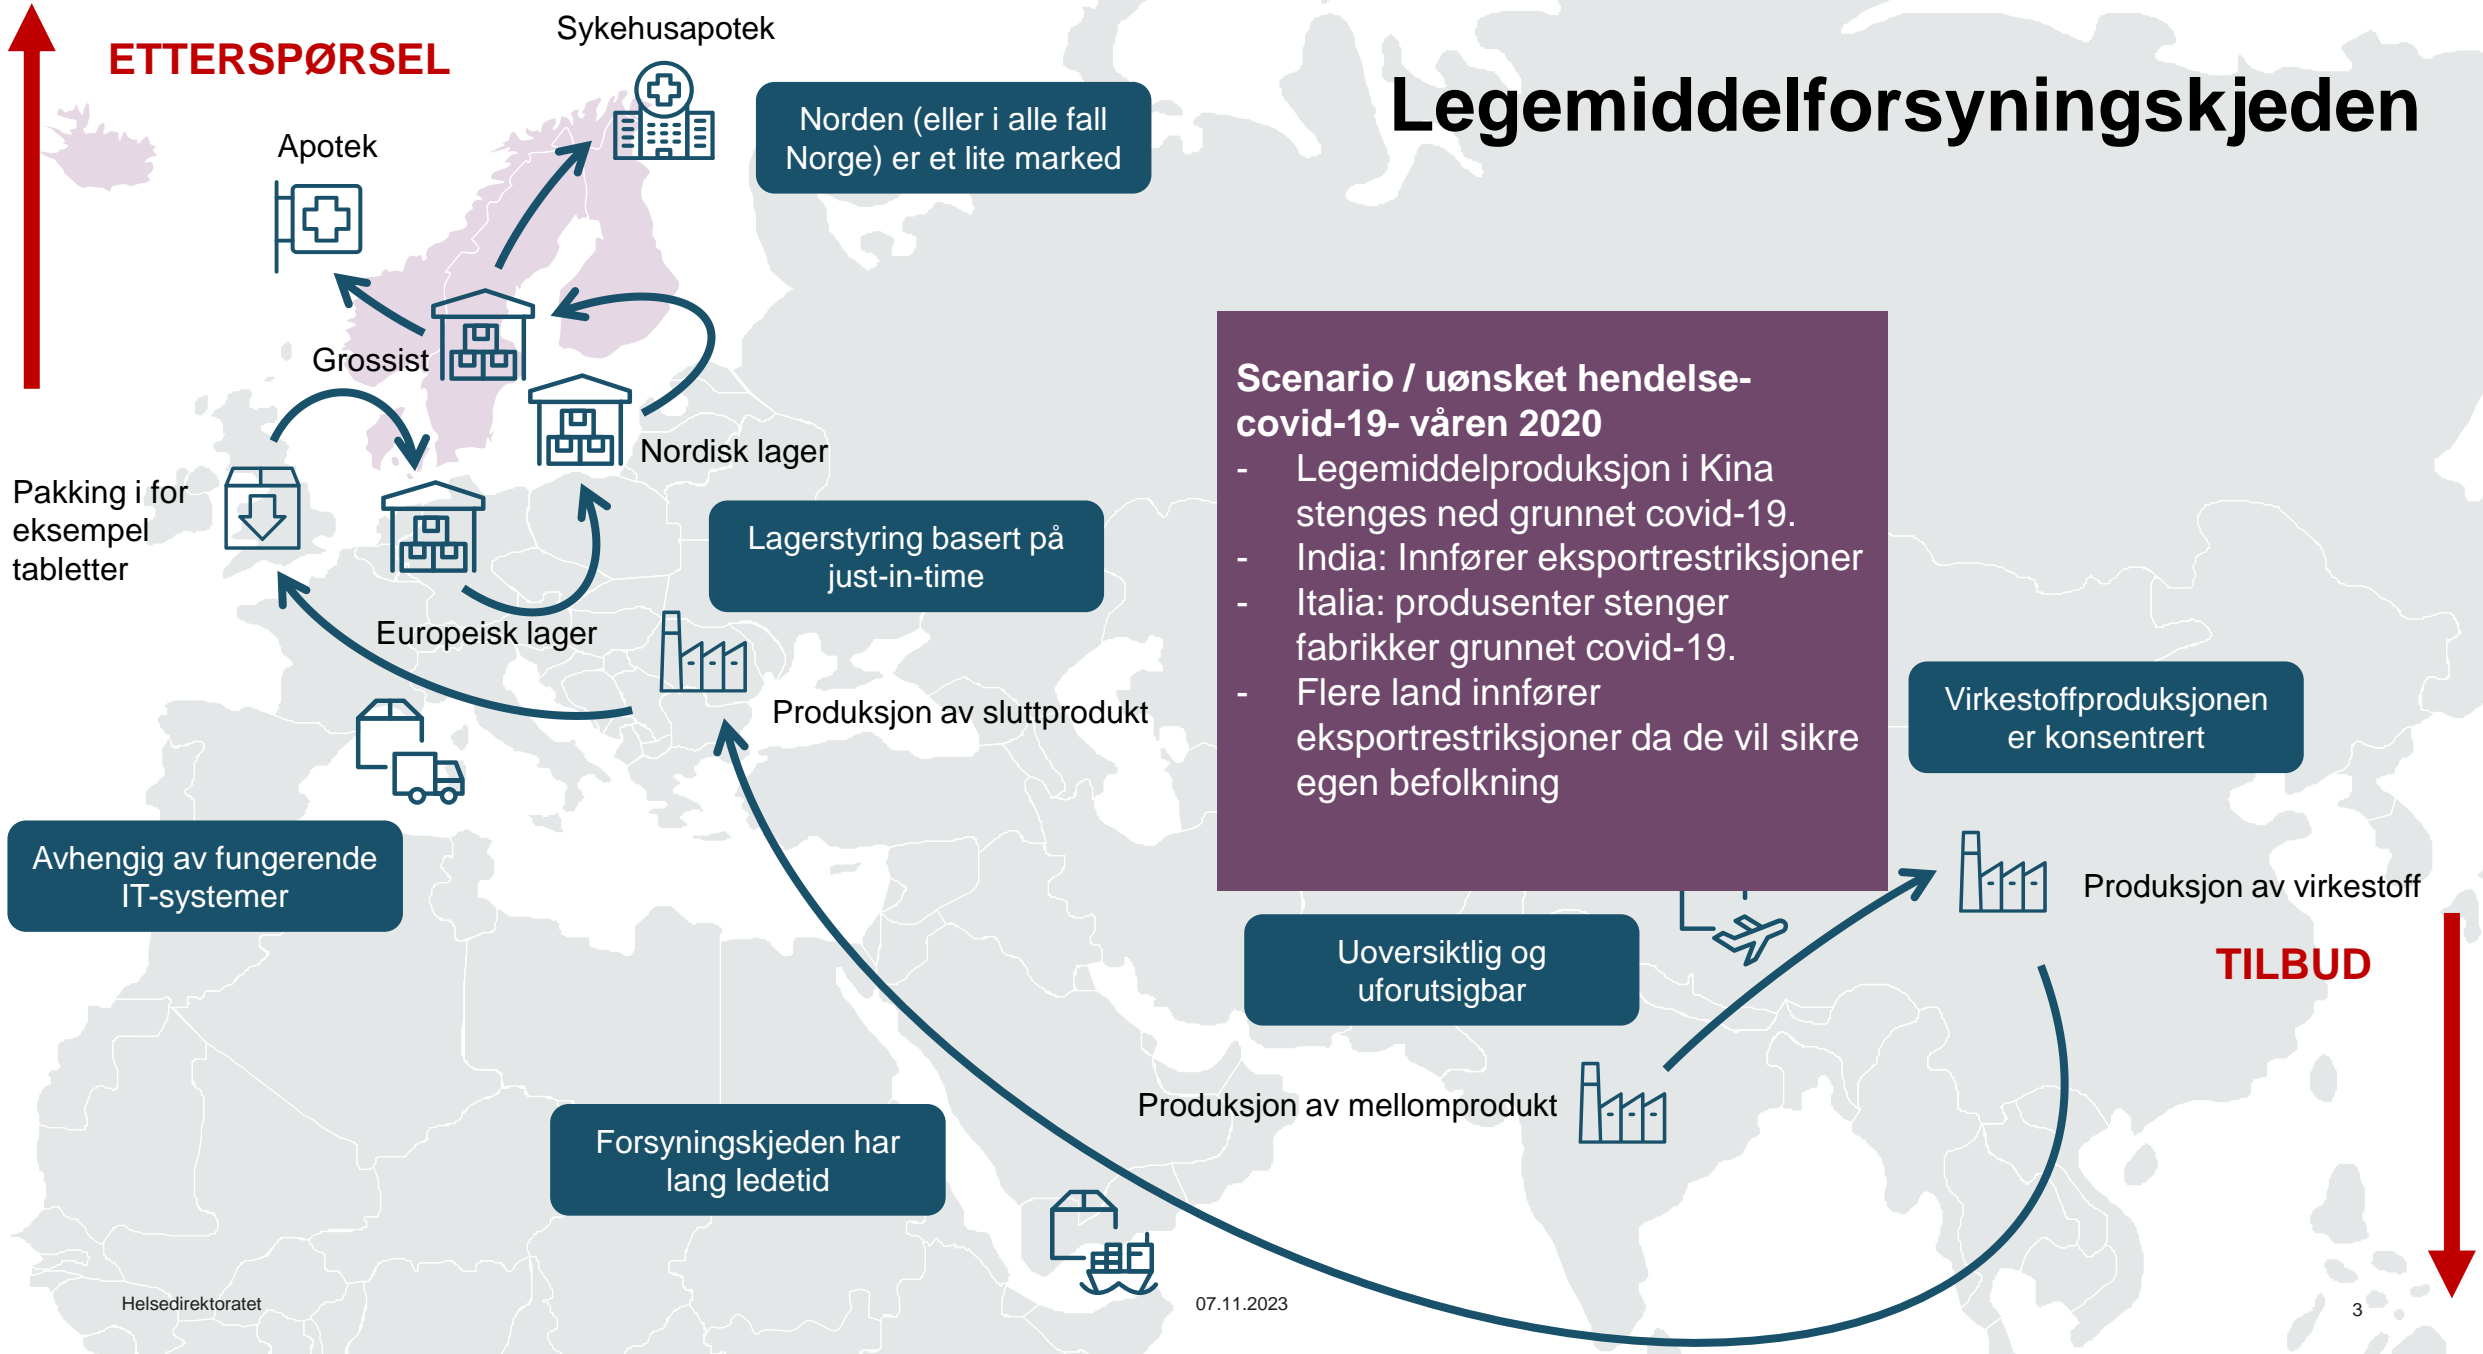 Legemiddelforsyningskjeden
ETTERSPØRSEL
Sykehusapotek
Apotek
Norden (eller i alle fall
Norge) er et lite marked
Grossist
Nordisk lager
Pakking i for
eksempel
tabletter
Europeisk lager
Lagerstyring basert på
just-in-time
Produksjon av sluttprodukt
Scenario / uønsket hendelse-
covid-19- våren 2020
- Legemiddelproduksjon i Kina
stenges ned grunnet covid-19.
- India: Innfører eksportrestriksjoner
- Italia: produsenter stenger
fabrikker grunnet covid-19.
- Flere land innfører
eksportrestriksjoner da de vil sikre
egen befolkning
Virkestoffproduksjonen
er konsentrert
Avhengig av fungerende
IT-systemer
Produksjon av virkestoff
Uoversiktlig og
uforutsigbar
TILBUD
Produksjon av mellomprodukt
Forsyningskjeden har
lang ledetid
Helsedirektoratet
07.11.2023
3